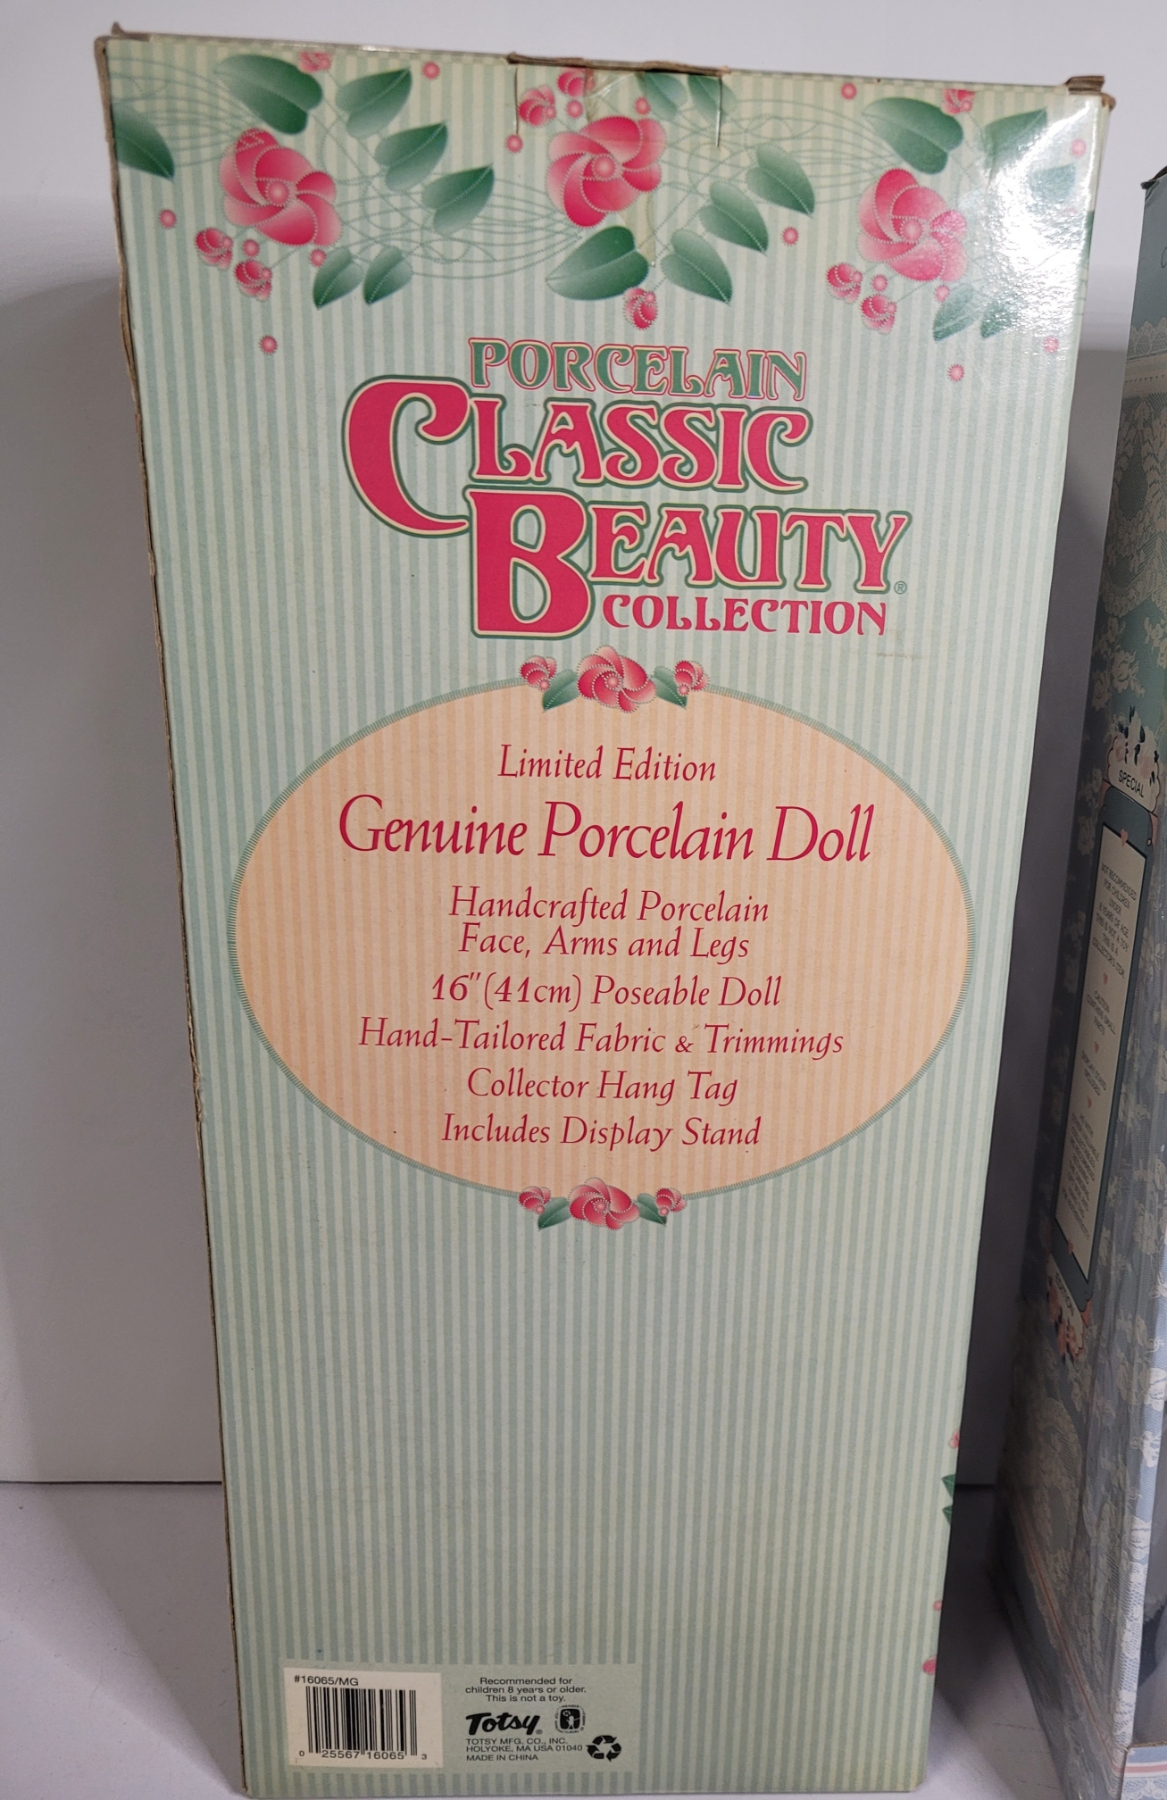 PORCELAIN
CLASSIC
BEAUTY®
COLLECTION
Limited Edition
Genuine Porcelain Doll
Handcrafted Porcelain
Face, Arms and Legs
16"(41cm) Poseable Doll
Hand-Tailored Fabric & Trimmings
Collector Hang Tag
Includes Display Stand
#16065/MG
0 25567 16065 3
Recommended for
children 8 years or older.
This is not a toy.
Totsy®
TOTSY MFG. CO., INC.
HOLYOKE, MA USA 01040
MADE IN CHINA
SPECIAL